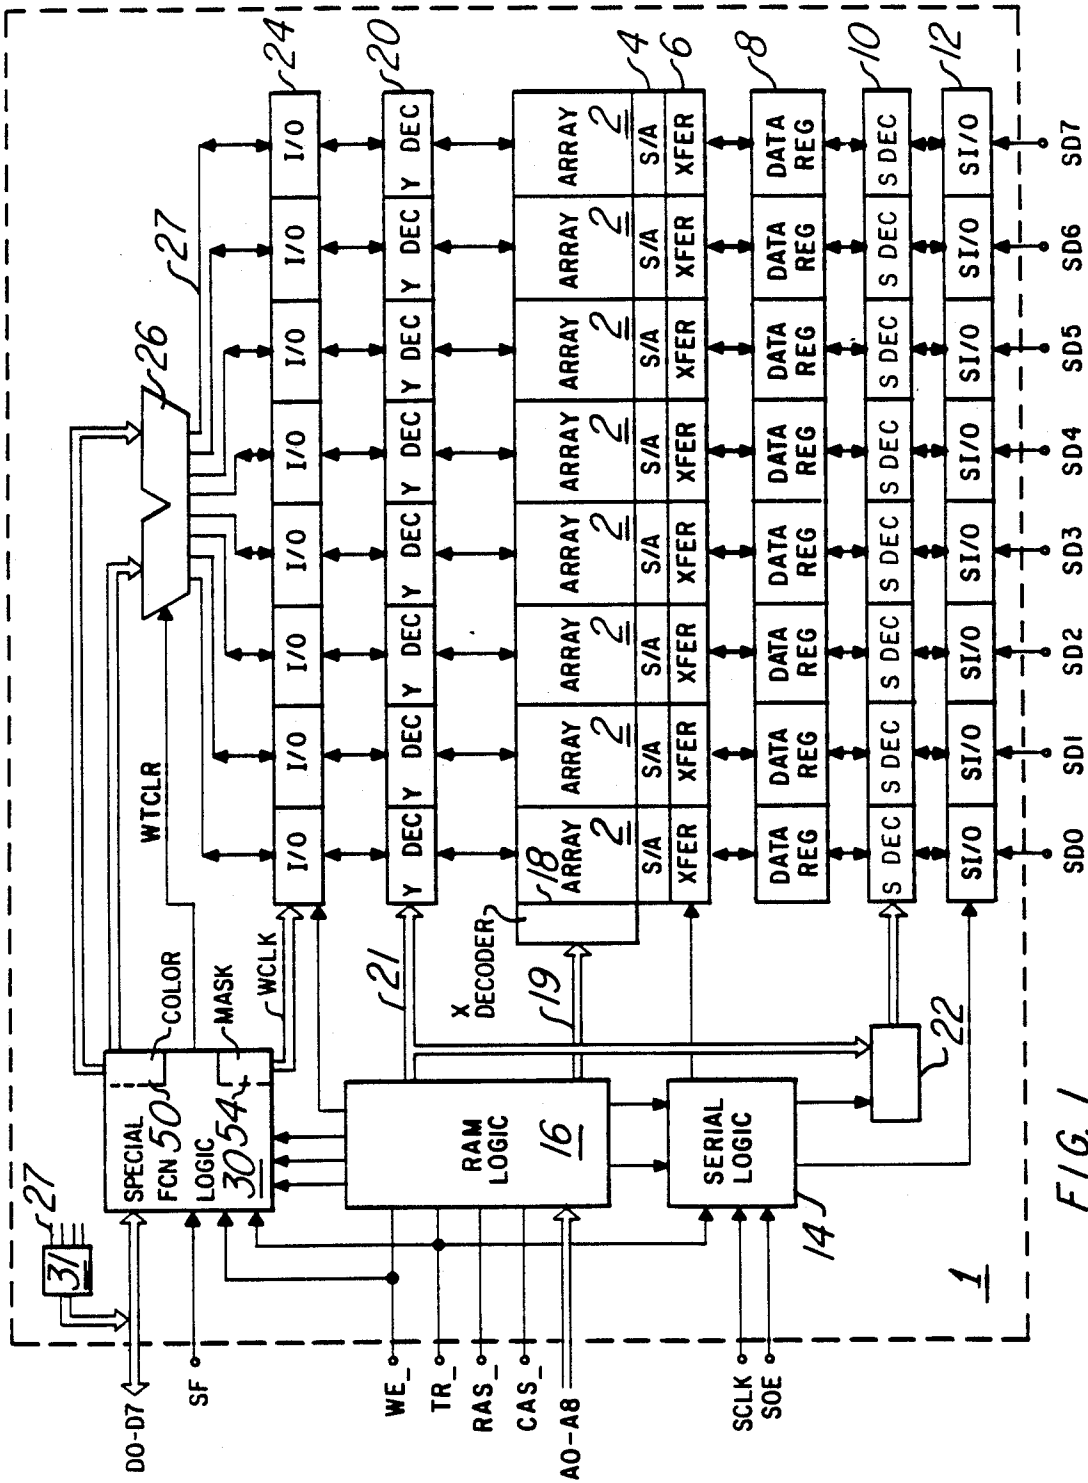 31
27
D0-D7
SF
WE_
TR_
RAS_
CAS_
A0-A8
SCLK
SOE
SPECIAL
FCN 50
LOGIC
30 54
COLOR
MASK
WTCLR
WCLK
26
27
RAM
LOGIC
16
21
19
X
DECODER
18
SERIAL
LOGIC
14
22
I/O I/O I/O I/O I/O I/O I/O I/O 24
Y DEC Y DEC Y DEC Y DEC Y DEC Y DEC Y DEC Y DEC 20
ARRAY ARRAY ARRAY ARRAY ARRAY ARRAY ARRAY ARRAY
2 2 2 2 2 2 2 2
S/A S/A S/A S/A S/A S/A S/A S/A 4
XFER XFER XFER XFER XFER XFER XFER XFER 6
DATA DATA DATA DATA DATA DATA DATA DATA 8
REG REG REG REG REG REG REG REG
S DEC S DEC S DEC S DEC S DEC S DEC S DEC S DEC 10
SI/O SI/O SI/O SI/O SI/O SI/O SI/O SI/O 12
SD0 SD1 SD2 SD3 SD4 SD5 SD6 SD7
1
FIG. 1